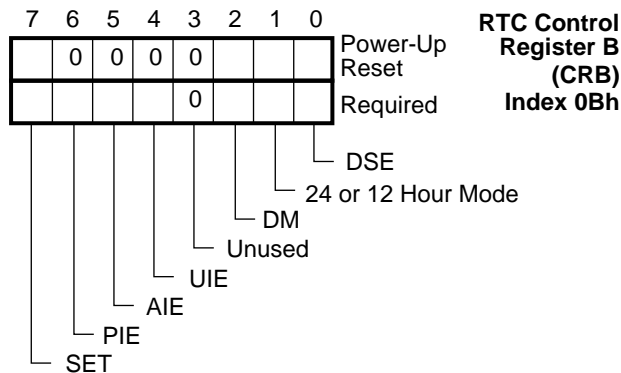 7 6 5 4 3 2 1 0
RTC Control
Register B
(CRB)
Index 0Bh
0 0 0 0
Power-Up
Reset
0
Required
DSE
24 or 12 Hour Mode
DM
Unused
UIE
AIE
PIE
SET